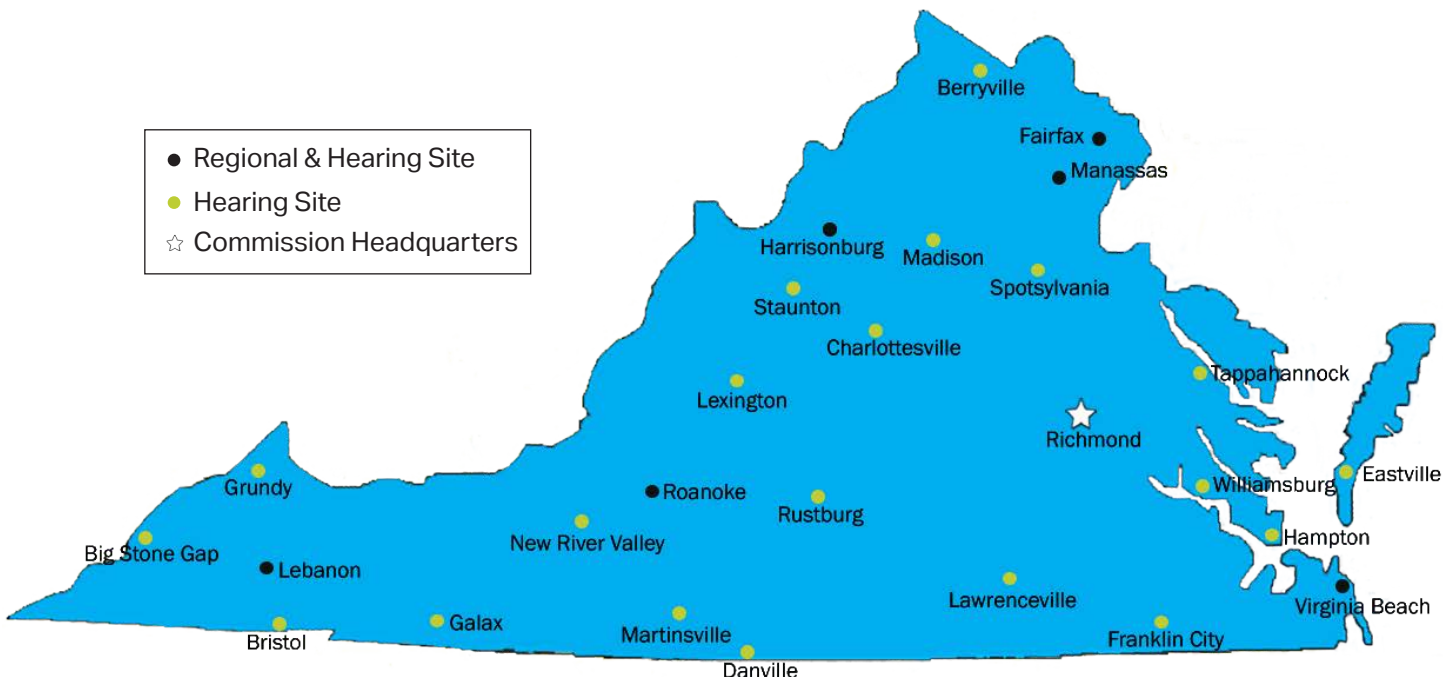 Berryville
Fairfax
Regional & Hearing Site
Manassas
Hearing Site
Commission Headquarters
Harrisonburg
Madison
Spotsylvania
Staunton
Charlottesville
Tappahannock
Lexington
Richmond
Eastville
Grundy
Roanoke
Williamsburg
Rustburg
Hampton
New River Valley
Big Stone Gap
Lebanon
Lawrenceville
Virginia Beach
Galax
Martinsville
Franklin City
Bristol
Danville